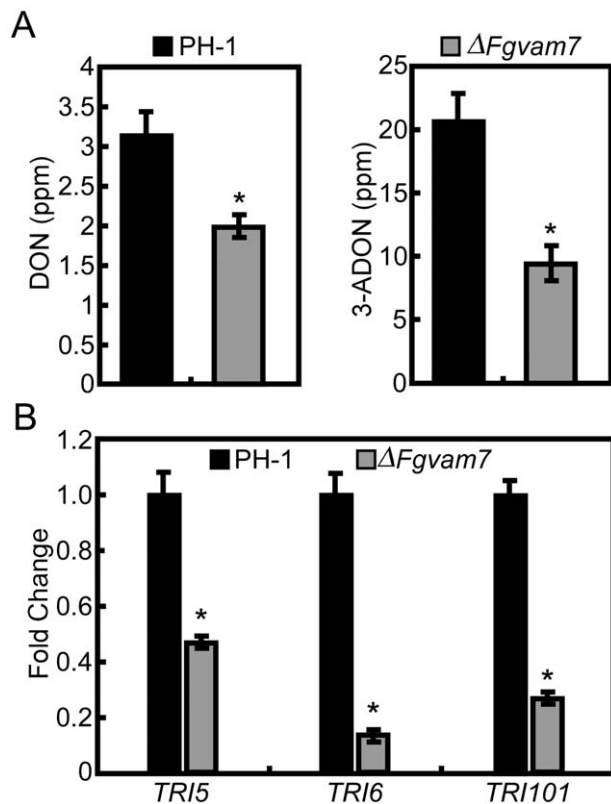 A
PH-1
ΔFgvam7
DON (ppm)
4
3.5
3
2.5
2
1.5
1
0.5
0
*
3-ADON (ppm)
25
20
15
10
5
0
*
B
PH-1
ΔFgvam7
Fold Change
1.2
1.0
0.8
0.6
0.4
0.2
0
*
*
*
TRI5
TRI6
TRI101